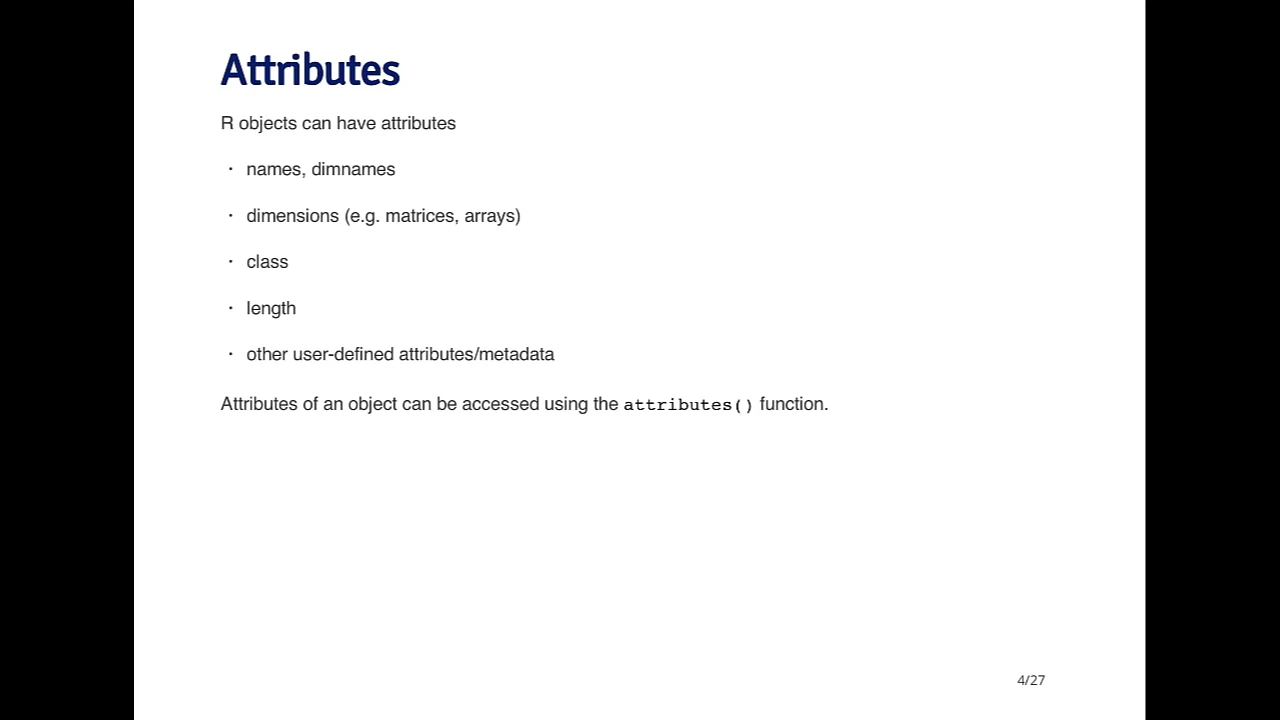 Attributes
R objects can have attributes
· names, dimnames
· dimensions (e.g. matrices, arrays)
· class
· length
· other user-defined attributes/metadata
Attributes of an object can be accessed using the attributes() function.
4/27